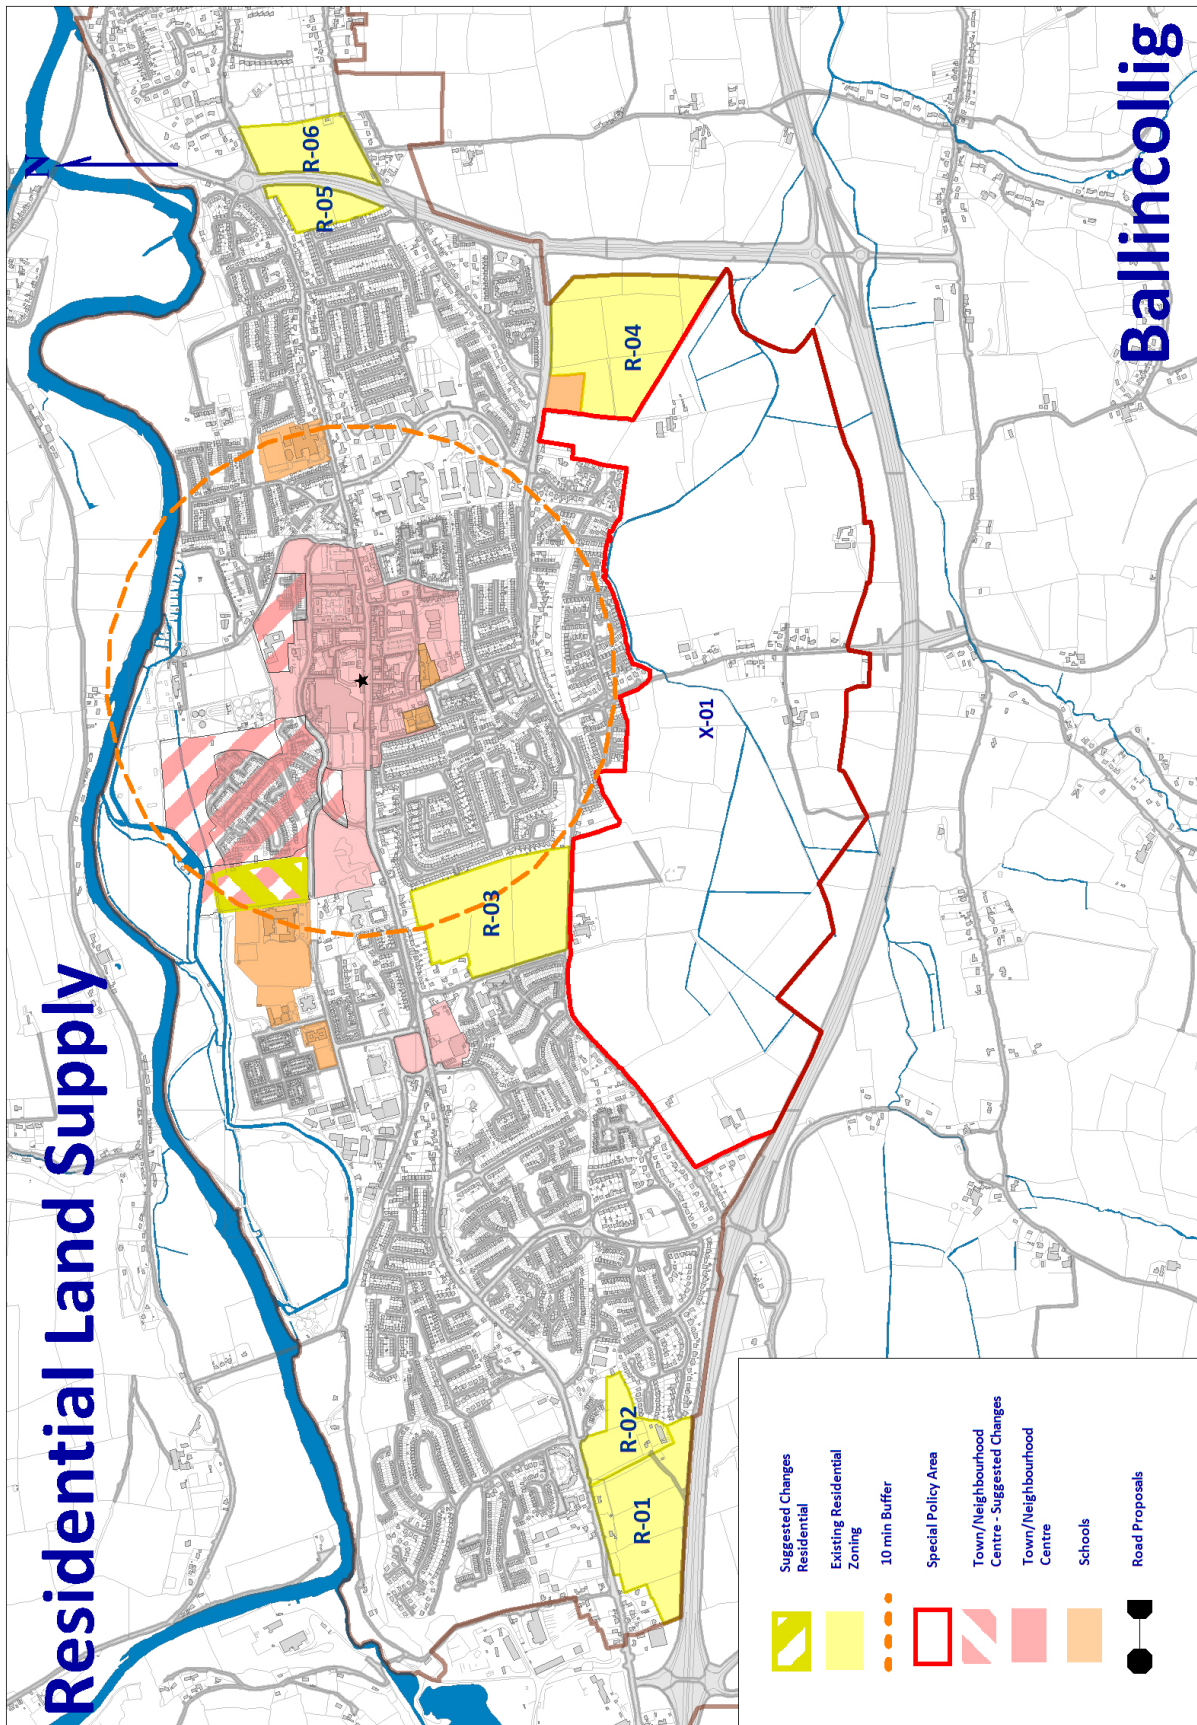 Residential Land Supply
N
R-06
R-05
R-04
R-03
X-01
R-02
R-01
Ballincollig
Suggested Changes
Residential
Existing Residential
Zoning
10 min Buffer
Special Policy Area
Town/Neighbourhood
Centre - Suggested Changes
Town/Neighbourhood
Centre
Schools
Road Proposals